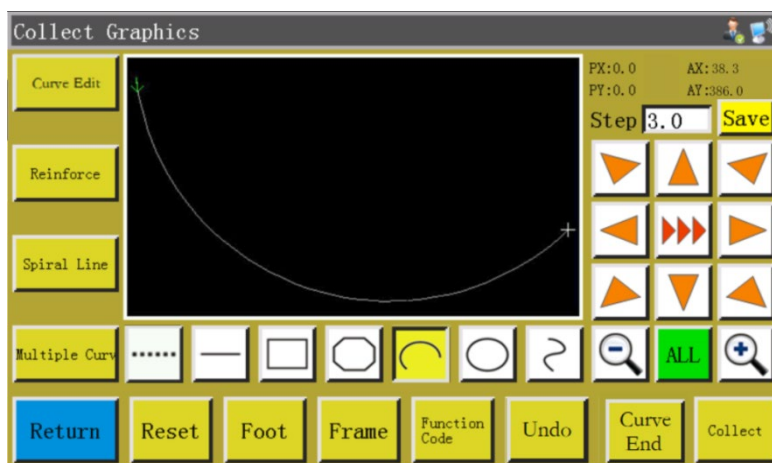 Collect Graphics
Curve Edit
PX:0.0 AX:38.3
PY:0.0 AY:386.0
Step 3.0 Save
Reinforce
Spiral Line
Multiple Curv
ALL
Return
Reset
Foot
Frame
Function
Code
Undo
Curve
End
Collect